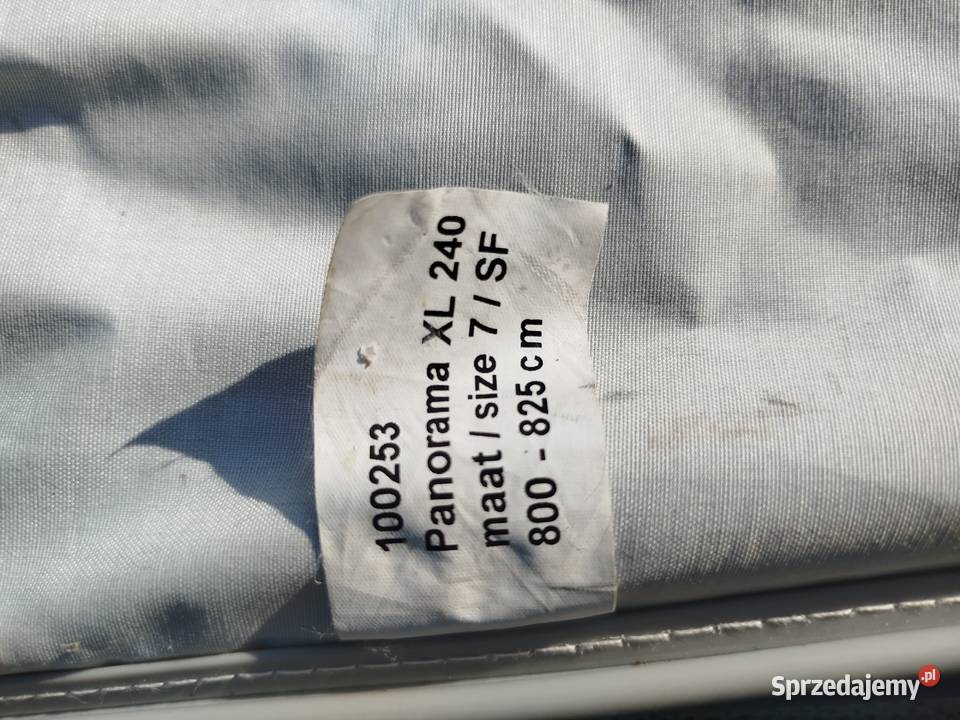 100253
Panorama XL 240
maat / size 7 / SF
800 - 825 cm
Sprzedajemy.pl